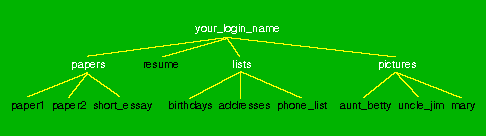 your_login_name
papers resume lists pictures
paper1 paper2 short_essay birthdays addresses phone_list aunt_betty uncle_jim mary